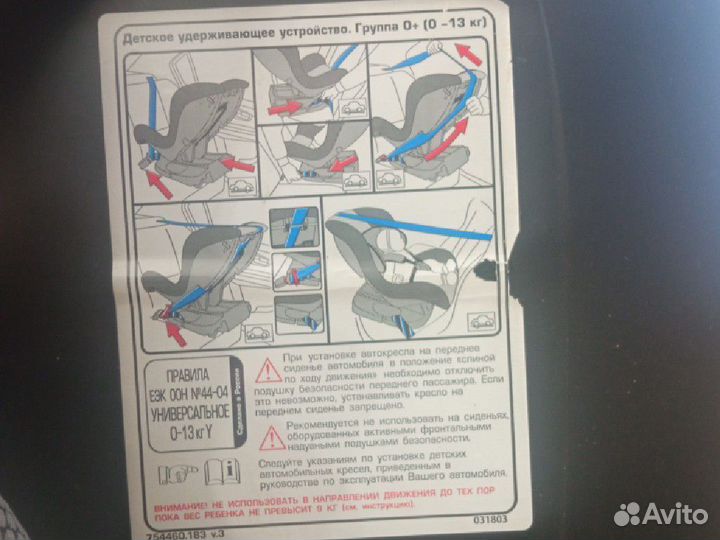 Детское удерживающее устройство. Группа 0+ (0 –13 кг)
ПРАВИЛА
ЕЭК ООН №44-04
УНИВЕРСАЛЬНОЕ
0-13 кг Y
Сделано в России
При установке автокресла на переднее
сиденье автомобиля в положение «спиной
по ходу движения» необходимо отключить
подушку безопасности переднего пассажира. Если
это невозможно, устанавливать кресло на
переднем сиденье запрещено.
Рекомендуется не использовать на сиденьях,
оборудованных активными фронтальными
надувными подушками безопасности.
Следуйте указаниям по установке детских
автомобильных кресел, приведенным в
руководстве по эксплуатации Вашего автомобиля.
ВНИМАНИЕ! НЕ ИСПОЛЬЗОВАТЬ В НАПРАВЛЕНИИ ДВИЖЕНИЯ ДО ТЕХ ПОР
ПОКА ВЕС РЕБЕНКА НЕ ПРЕВЫСИТ 9 КГ (см. инструкцию).
754460.183 v.3
031803
Avito